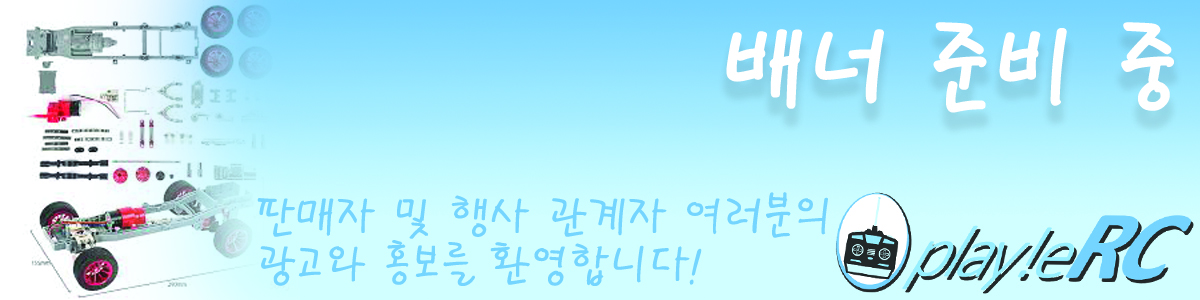 배너 준비 중
판매자 및 행사 관계자 여러분의
광고와 홍보를 환영합니다!
play!eRC